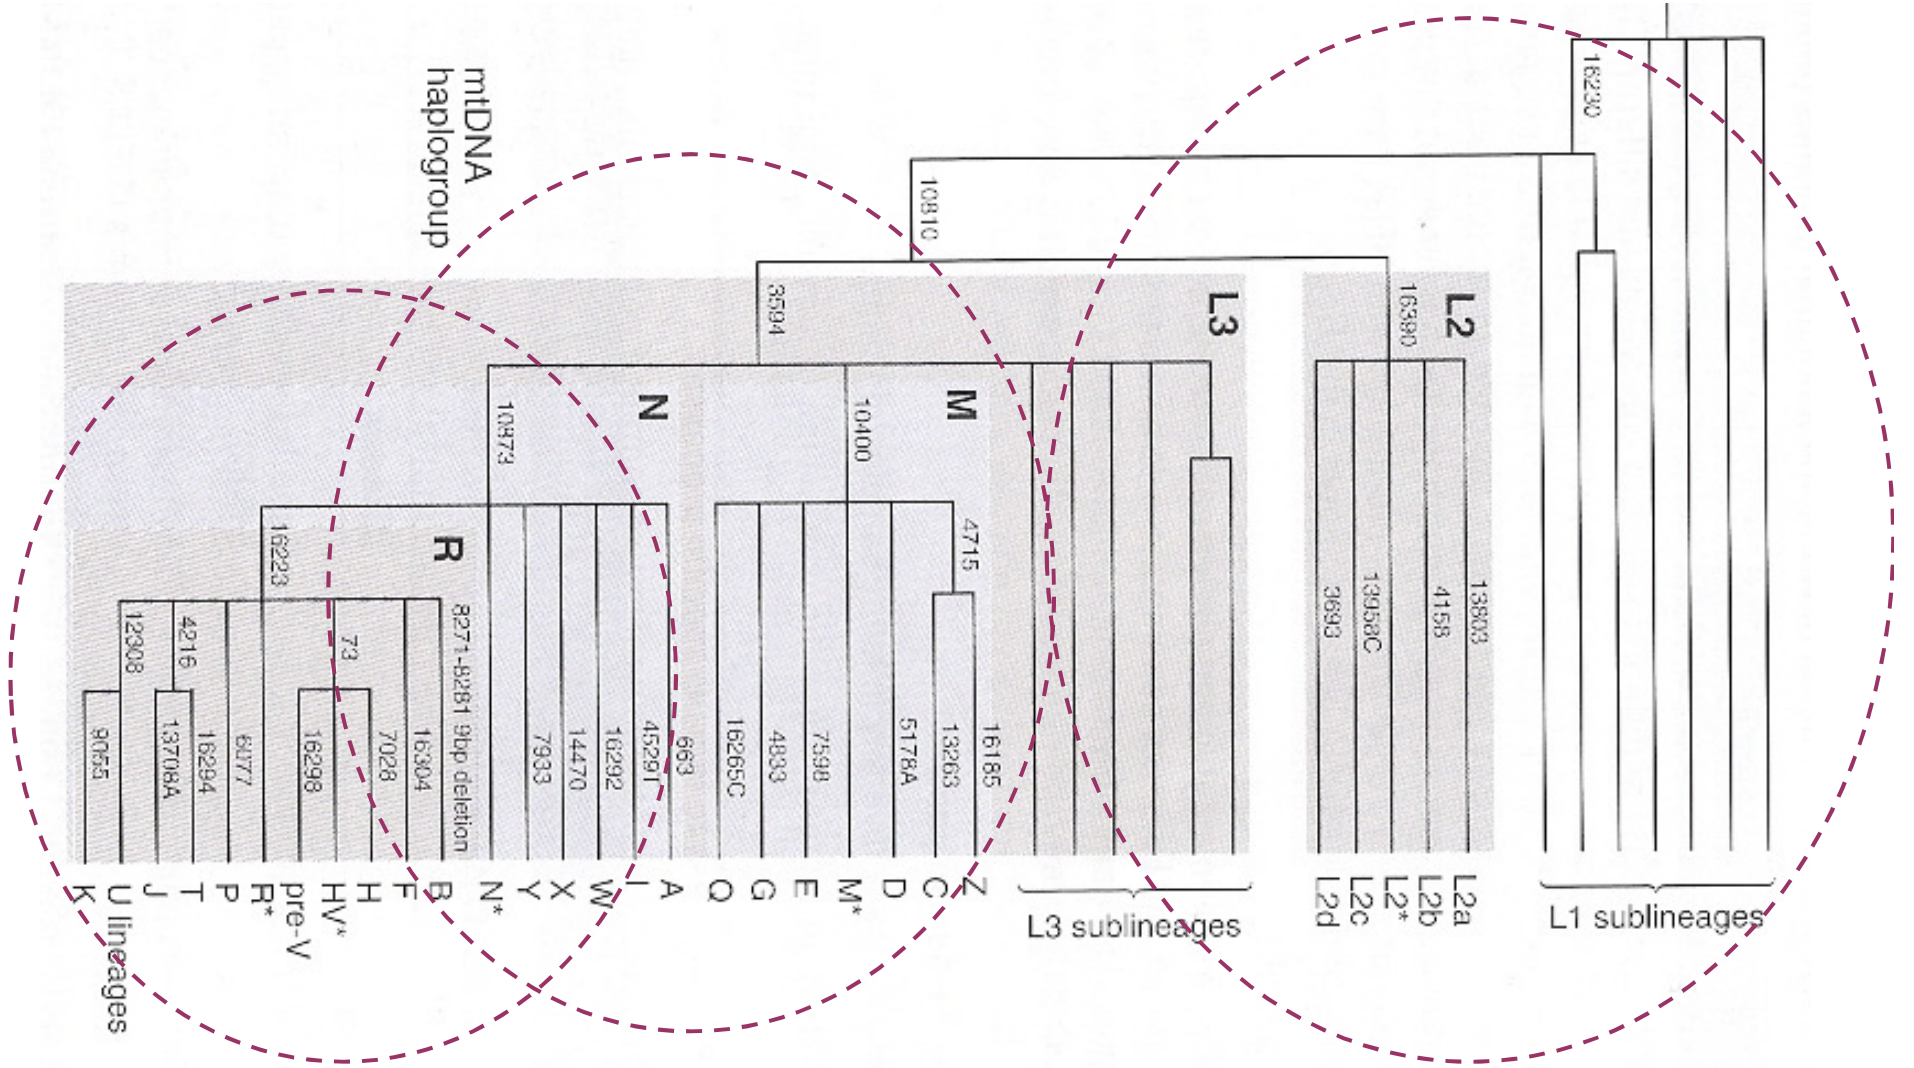 mtDNA
haplogroup
16230
10810
3594
16390
L3
L2
N
M
10873
10400
R
16223
4715
8271-8281 9bp deletion
12308
4216
73
3693
13958C
4158
13803
9055
13708A
16294
6077
16298
7028
16304
7933
14470
16292
4529T
663
16265C
4833
7598
5178A
13263
16185
K
U lineages
J
T
P
R*
pre-V
HV*
H
F
B
N*
Y
X
W
I
A
Q
G
E
M*
D
C
Z
L3 sublineages
L2d
L2c
L2*
L2b
L2a
L1 sublineages